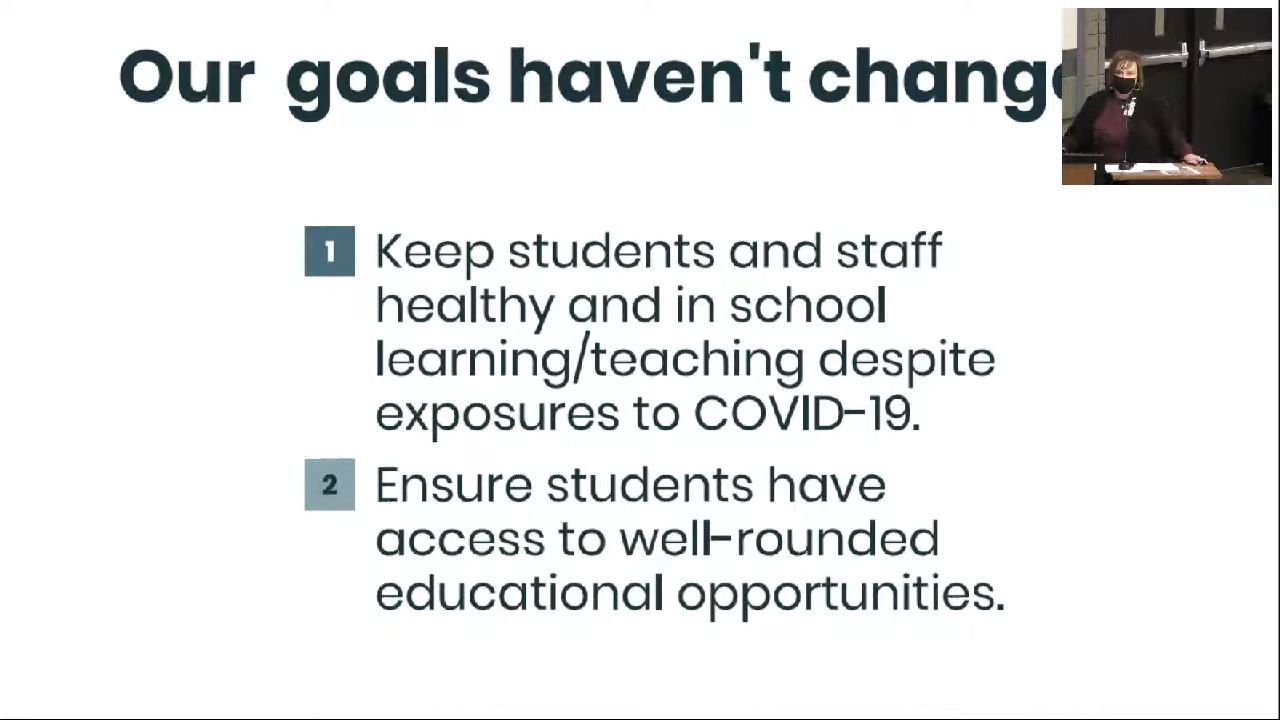 Our goals haven't chang
1 Keep students and staff
healthy and in school
learning/teaching despite
exposures to COVID-19.
2 Ensure students have
access to well-rounded
educational opportunities.